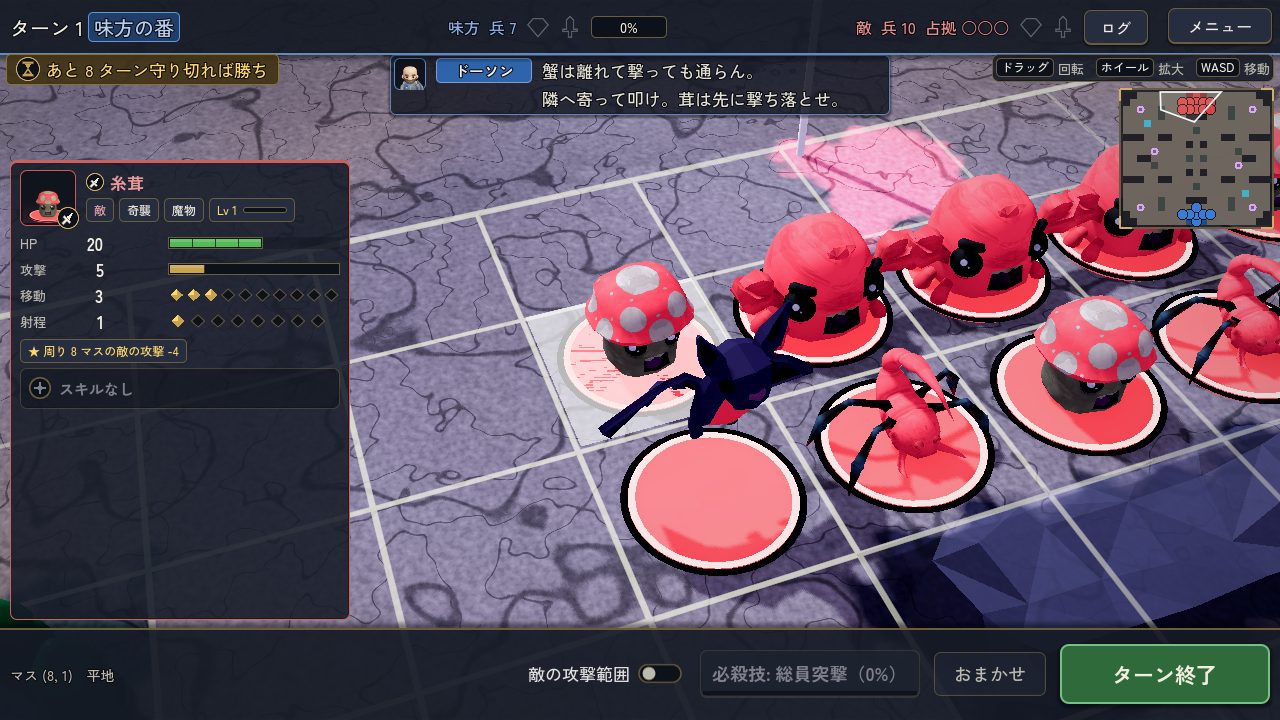 ターン 1 味方の番
味方 兵 7 0%
敵 兵 10 占拠 〇〇〇
ログ
メニュー
あと 8 ターン守り切れば勝ち
ドーソン
蟹は離れて撃っても通らん。
隣へ寄って叩け。茸は先に撃ち落とせ。
ドラッグ 回転 ホイール 拡大 WASD 移動
糸茸
敵 奇襲 魔物 Lv 1
HP 20
攻撃 5
移動 3
射程 1
★ 周り 8 マスの敵の攻撃 -4
スキルなし
マス (8, 1) 平地
敵の攻撃範囲
必殺技: 総員突撃（0%）
おまかせ
ターン終了